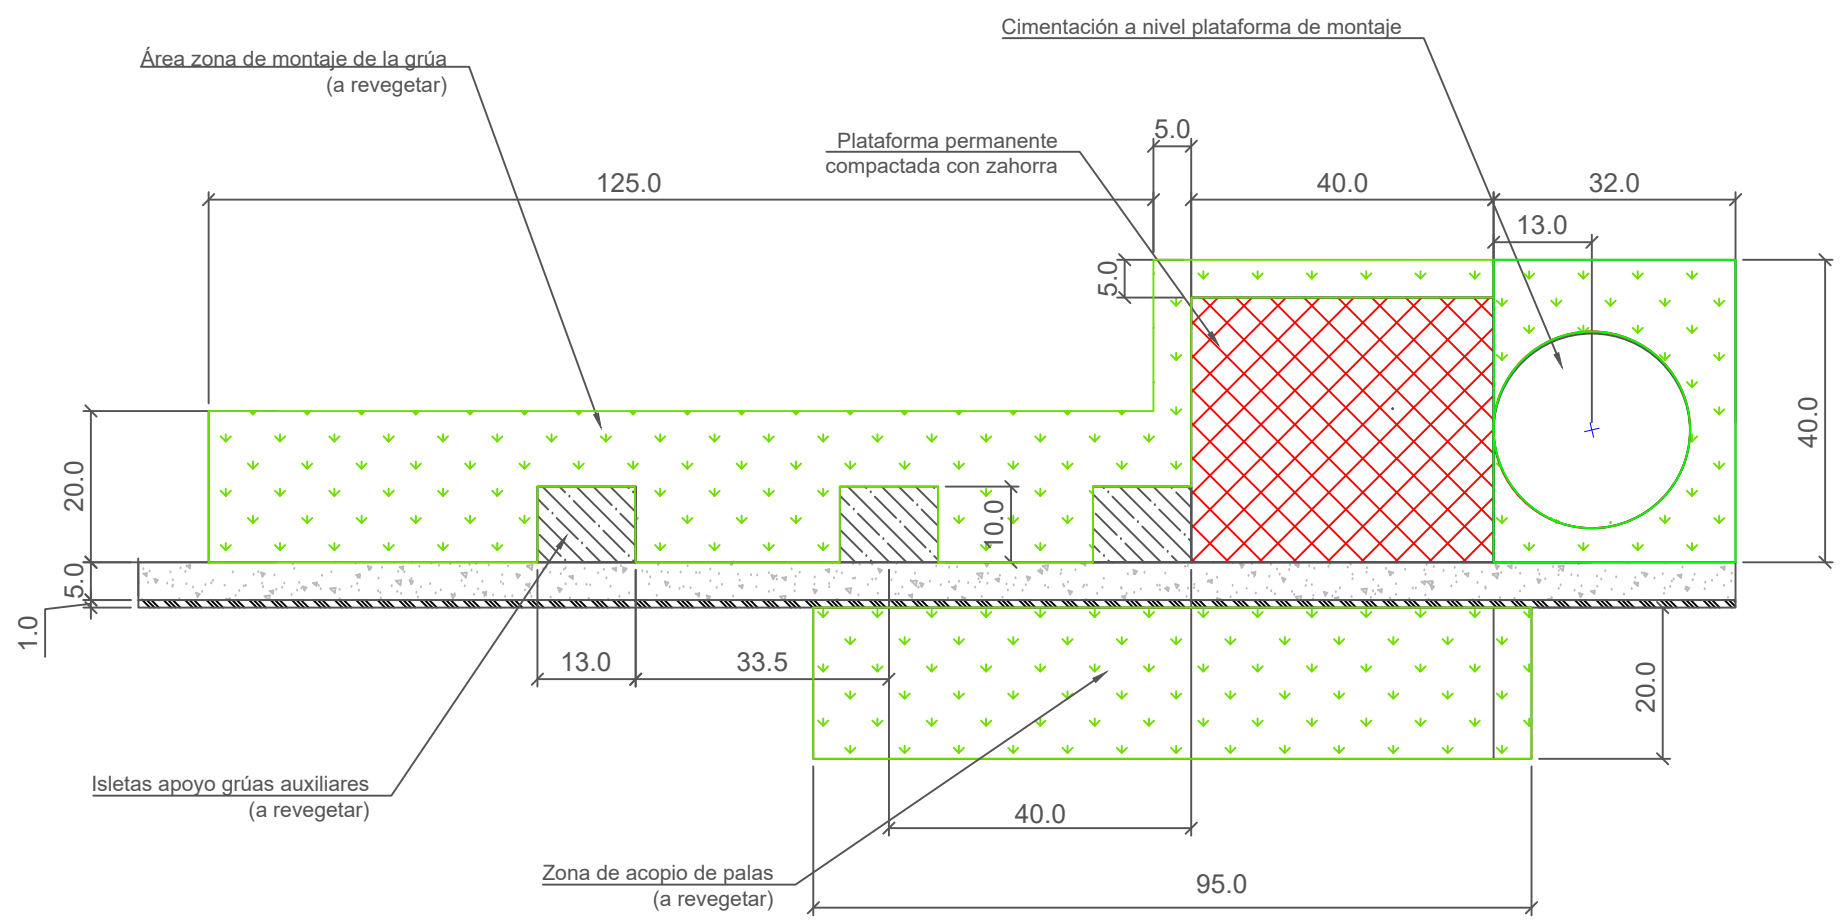 Cimentación a nivel plataforma de montaje
Área zona de montaje de la grúa
(a revegetar)
Plataforma permanente
compactada con zahorra
5.0
125.0
40.0
32.0
13.0
5.0
40.0
20.0
10.0
5.0
1.0
13.0
33.5
20.0
Isletas apoyo grúas auxiliares
(a revegetar)
40.0
Zona de acopio de palas
(a revegetar)
95.0